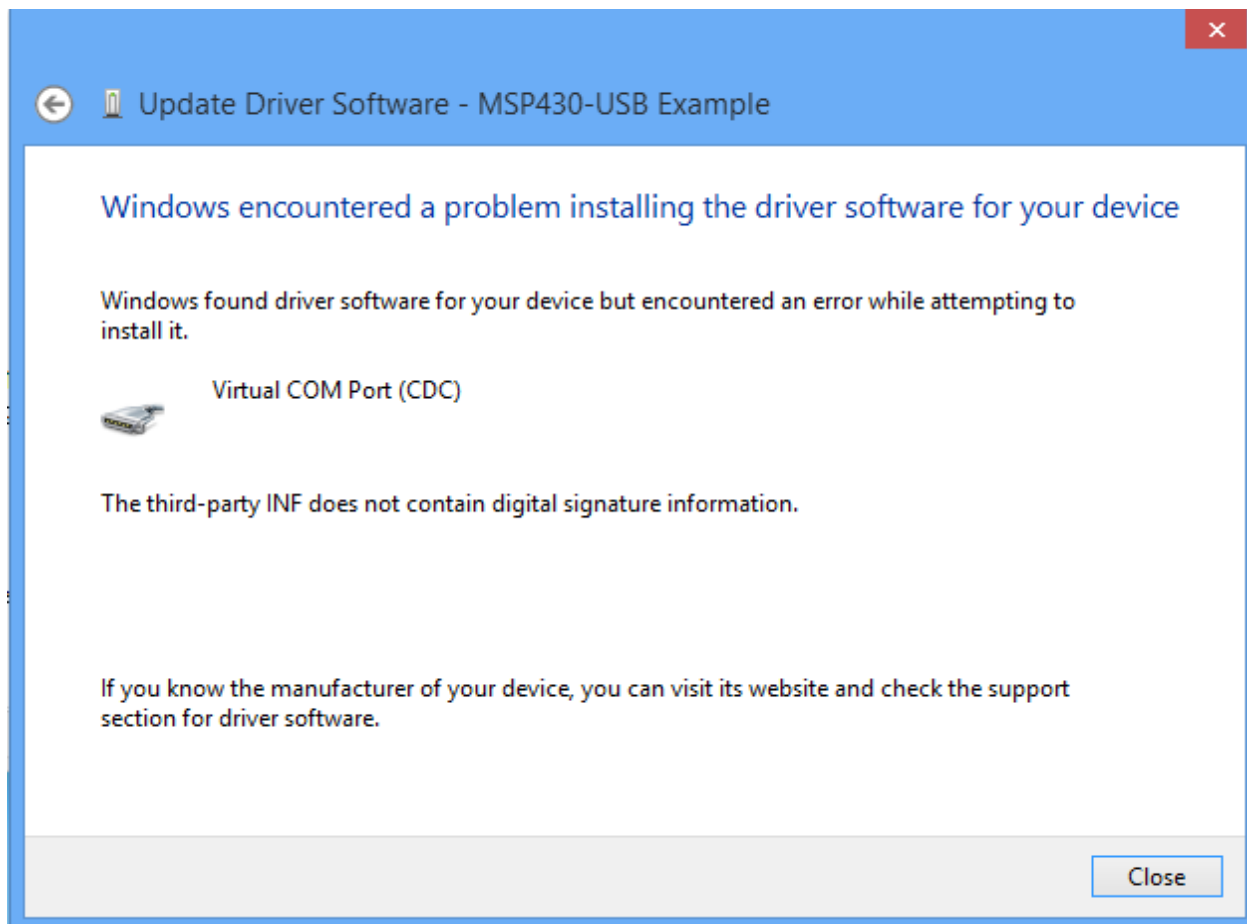 Update Driver Software - MSP430-USB Example
Windows encountered a problem installing the driver software for your device
Windows found driver software for your device but encountered an error while attempting to
install it.
Virtual COM Port (CDC)
The third-party INF does not contain digital signature information.
If you know the manufacturer of your device, you can visit its website and check the support
section for driver software.
Close